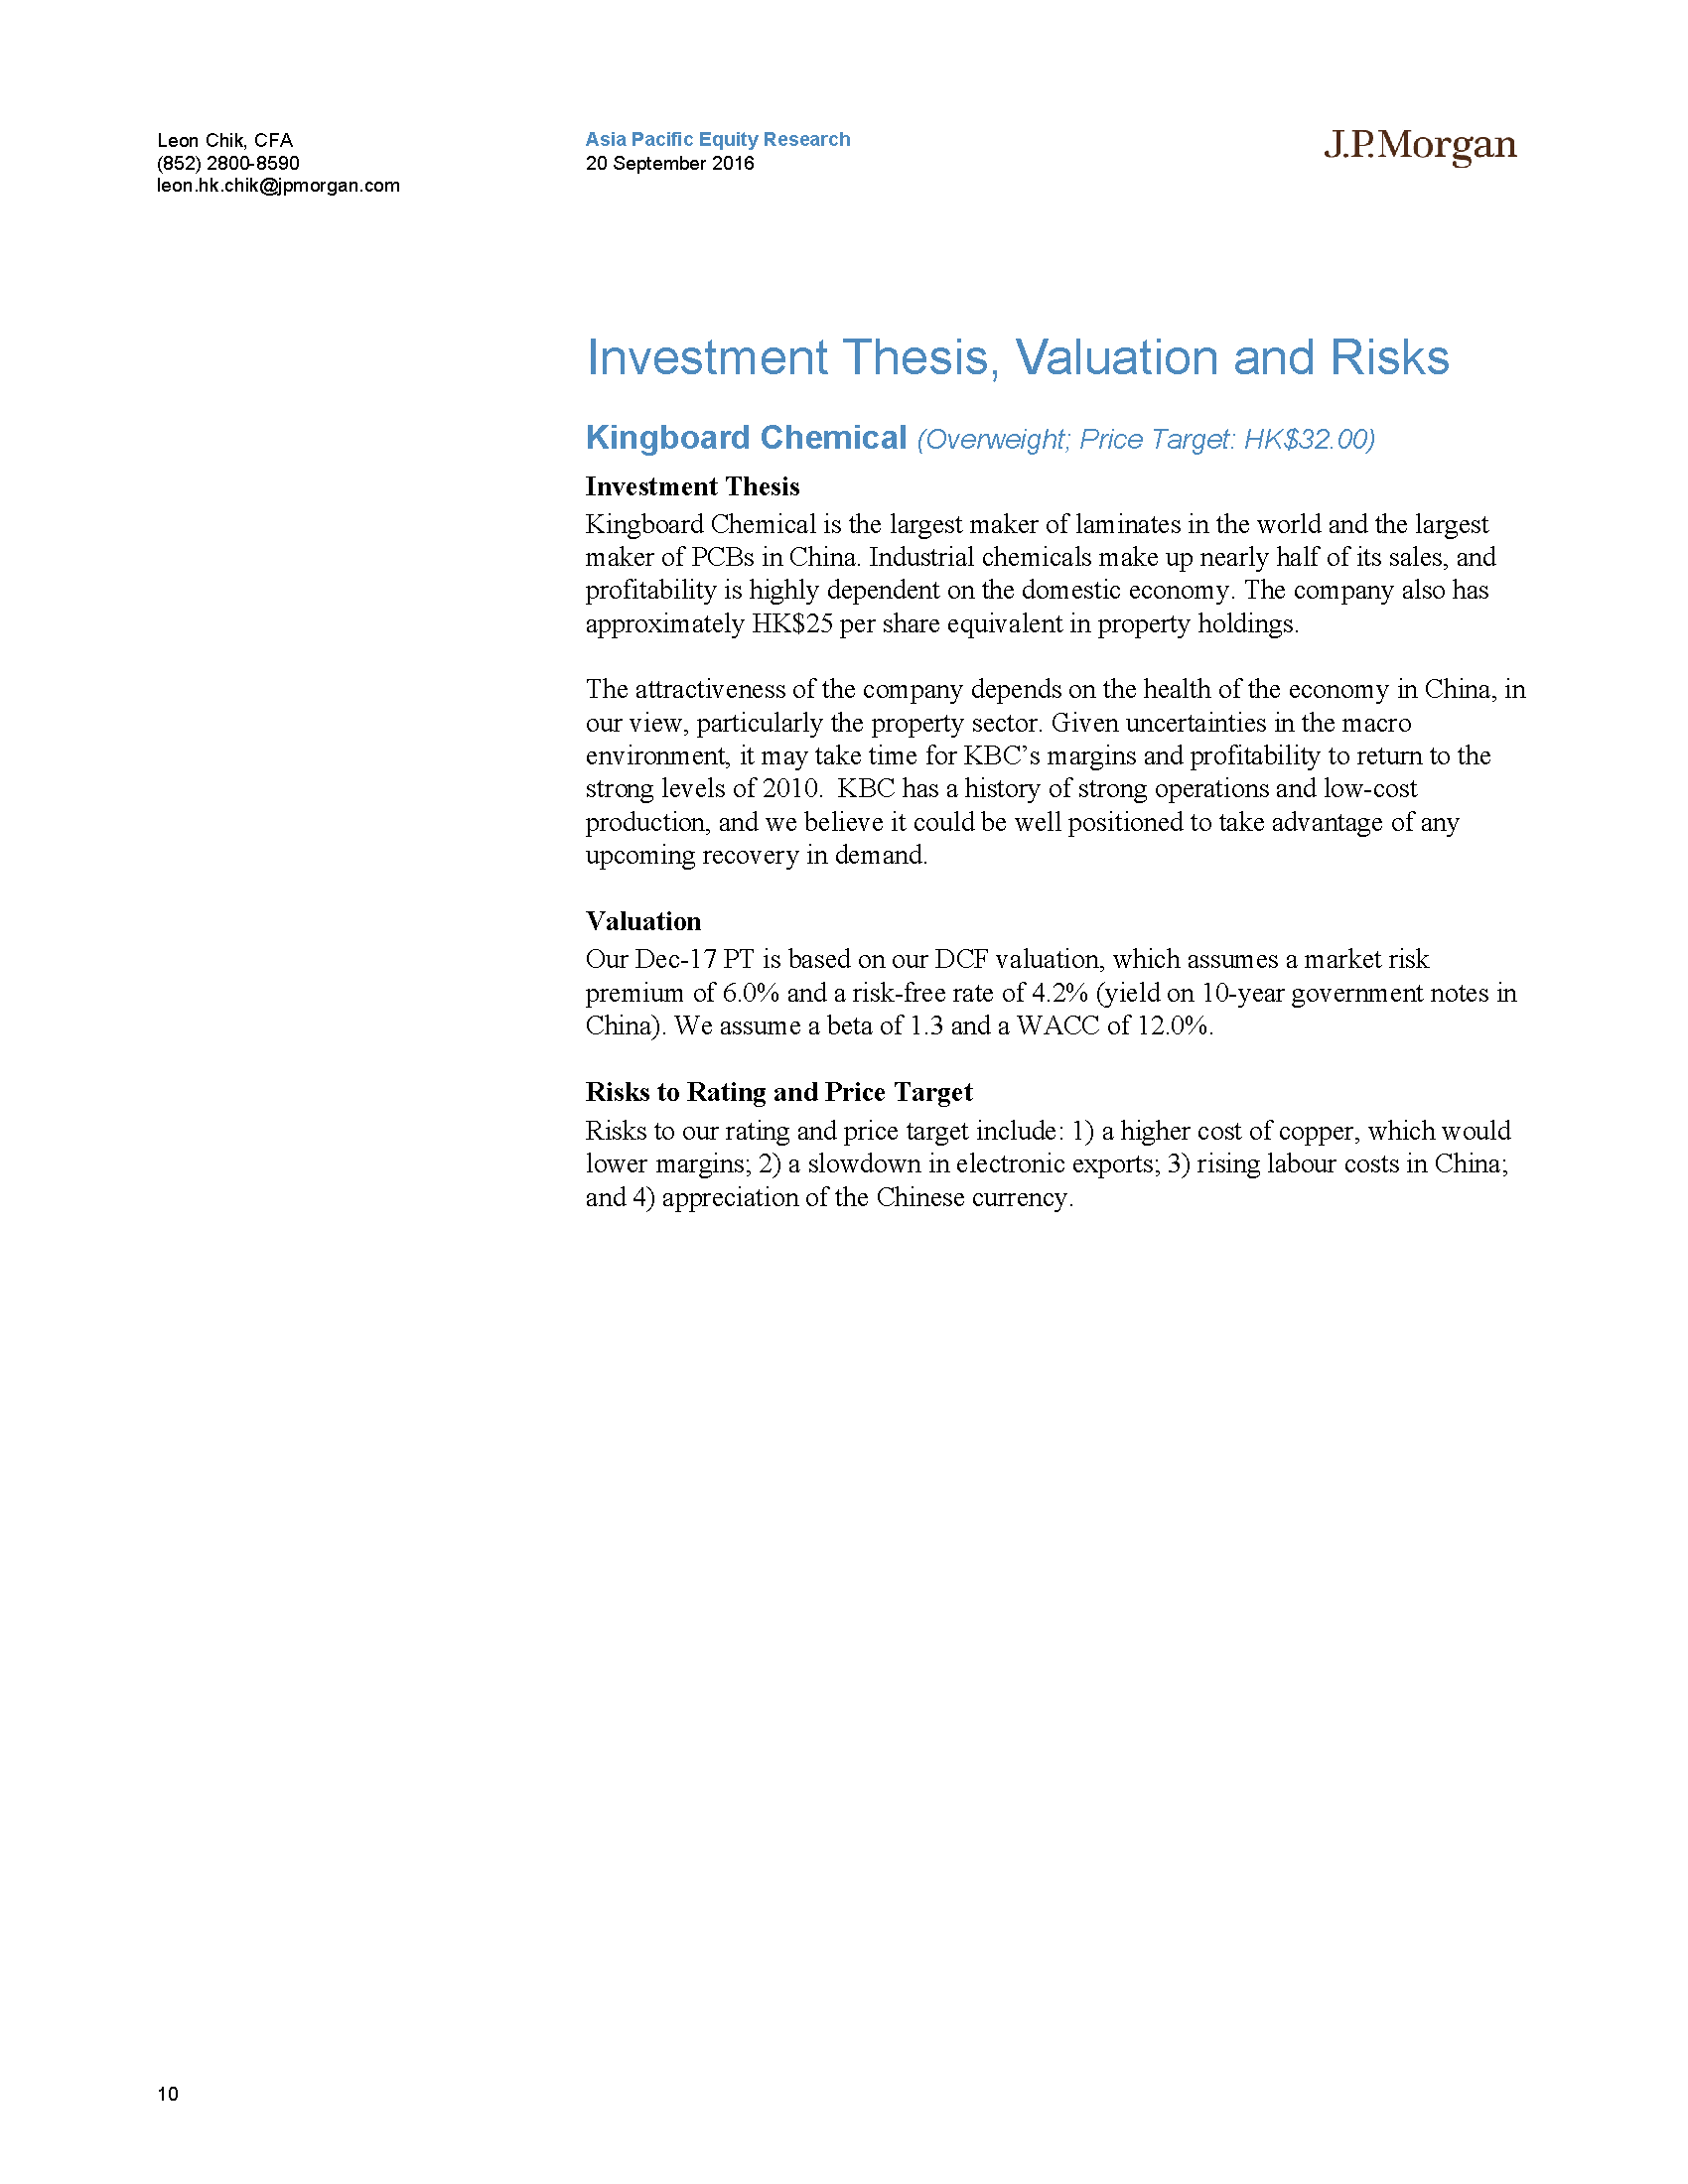 Leon Chik, CFA
(852) 2800-8590
leon.hk.chik@jpmorgan.com
Asia Pacific Equity Research
20 September 2016
J.P.Morgan
Investment Thesis, Valuation and Risks
Kingboard Chemical (Overweight; Price Target: HK$32.00)
Investment Thesis
Kingboard Chemical is the largest maker of laminates in the world and the largest
maker of PCBs in China. Industrial chemicals make up nearly half of its sales, and
profitability is highly dependent on the domestic economy. The company also has
approximately HK$25 per share equivalent in property holdings.
The attractiveness of the company depends on the health of the economy in China, in
our view, particularly the property sector. Given uncertainties in the macro
environment, it may take time for KBC’s margins and profitability to return to the
strong levels of 2010.  KBC has a history of strong operations and low-cost
production, and we believe it could be well positioned to take advantage of any
upcoming recovery in demand.
Valuation
Our Dec-17 PT is based on our DCF valuation, which assumes a market risk
premium of 6.0% and a risk-free rate of 4.2% (yield on 10-year government notes in
China). We assume a beta of 1.3 and a WACC of 12.0%.
Risks to Rating and Price Target
Risks to our rating and price target include: 1) a higher cost of copper, which would
lower margins; 2) a slowdown in electronic exports; 3) rising labour costs in China;
and 4) appreciation of the Chinese currency.
10